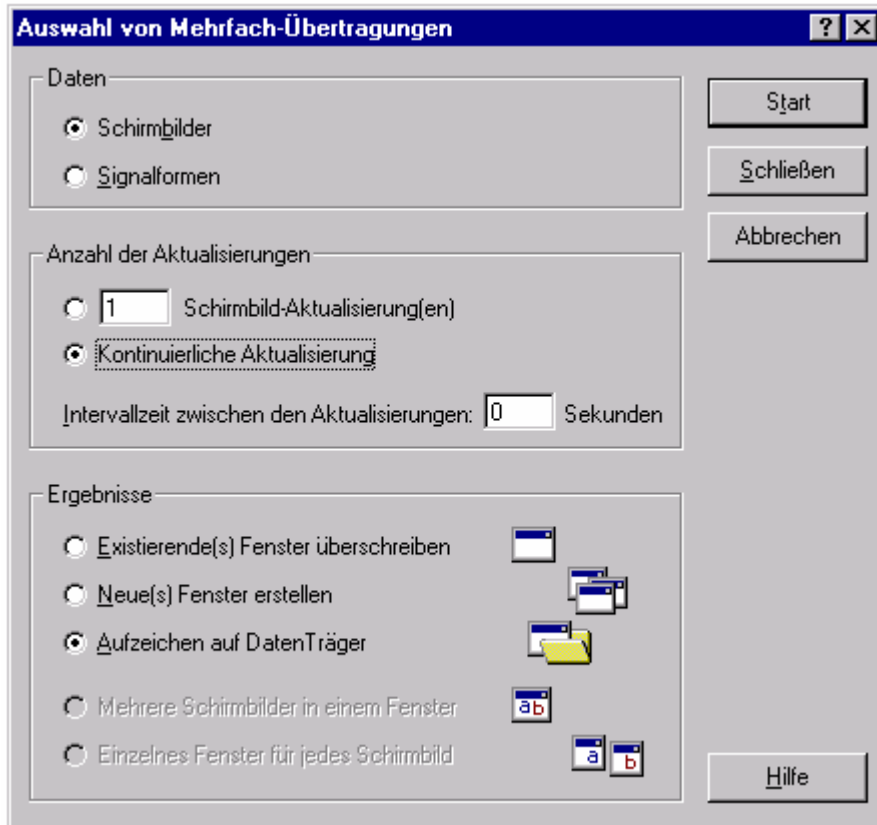 Auswahl von Mehrfach-Übertragungen
Daten
Schirmbilder
Signalformen
Start
Schließen
Abbrechen
Anzahl der Aktualisierungen
1 Schirmbild-Aktualisierung(en)
Kontinuierliche Aktualisierung
Intervallzeit zwischen den Aktualisierungen: 0 Sekunden
Ergebnisse
Existierende(s) Fenster überschreiben
Neue(s) Fenster erstellen
Aufzeichen auf DatenTräger
Mehrere Schirmbilder in einem Fenster
ab
Einzelnes Fenster für jedes Schirmbild
a b
Hilfe